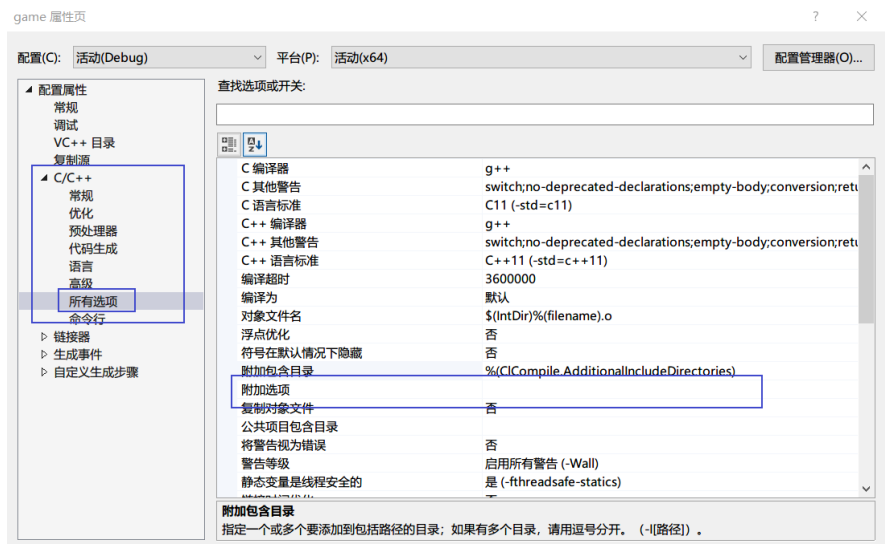 game 属性页
配置(C): 活动(Debug) 平台(P): 活动(x64) 配置管理器(O)...
配置属性
常规
调试
VC++ 目录
复制源
C/C++
常规
优化
预处理器
代码生成
语言
高级
所有选项
命令行
链接器
生成事件
自定义生成步骤
查找选项或开关:
C 编译器 g++
C 其他警告 switch;no-deprecated-declarations;empty-body;conversion;retu
C 语言标准 C11 (-std=c11)
C++ 编译器 g++
C++ 其他警告 switch;no-deprecated-declarations;empty-body;conversion;retu
C++ 语言标准 C++11 (-std=c++11)
编译超时 3600000
编译为 默认
对象文件名 $(IntDir)%(filename).o
浮点优化 否
符号在默认情况下隐藏 否
附加包含目录 %(ClCompile.AdditionalIncludeDirectories)
附加选项
复制对象文件 否
公共项目包含目录
将警告视为错误 否
警告等级 启用所有警告 (-Wall)
静态变量是线程安全的 是 (-fthreadsafe-statics)
附加包含目录
指定一个或多个要添加到包括路径的目录；如果有多个目录，请用逗号分开。 (-I[路径]) 。